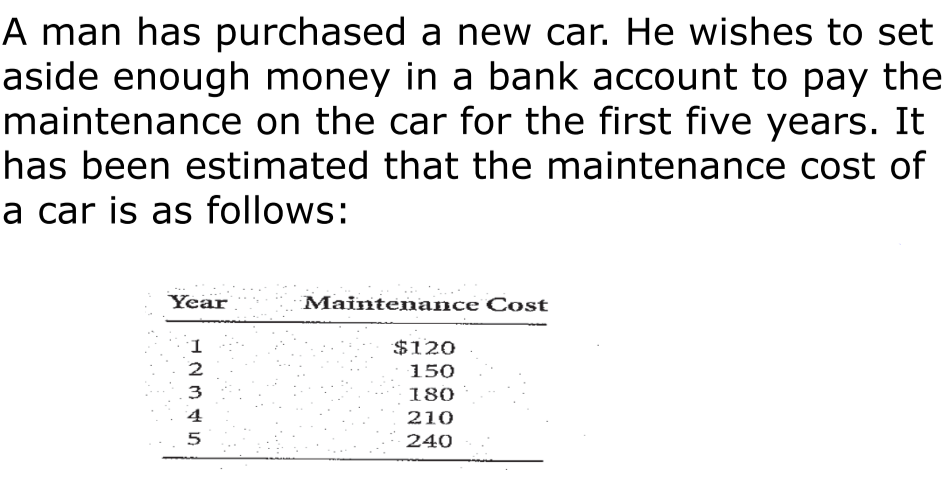 A man has purchased a new car. He wishes to set
aside enough money in a bank account to pay the
maintenance on the car for the first five years. It
has been estimated that the maintenance cost of
a car is as follows:
Year Maintenance Cost
1 $120
2 150
3 180
4 210
5 240